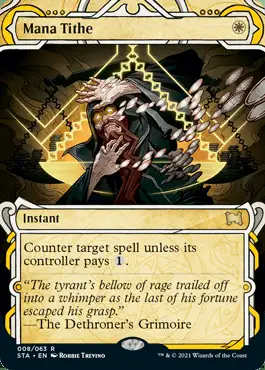 Mana Tithe
Instant
Counter target spell unless its
controller pays 1.
“The tyrant’s bellow of rage trailed off
into a whimper as the last of his fortune
escaped his grasp.”
—The Dethroner’s Grimoire
008/063 R
STA • EN ROBBIE TREVINO
™ & © 2021 Wizards of the Coast